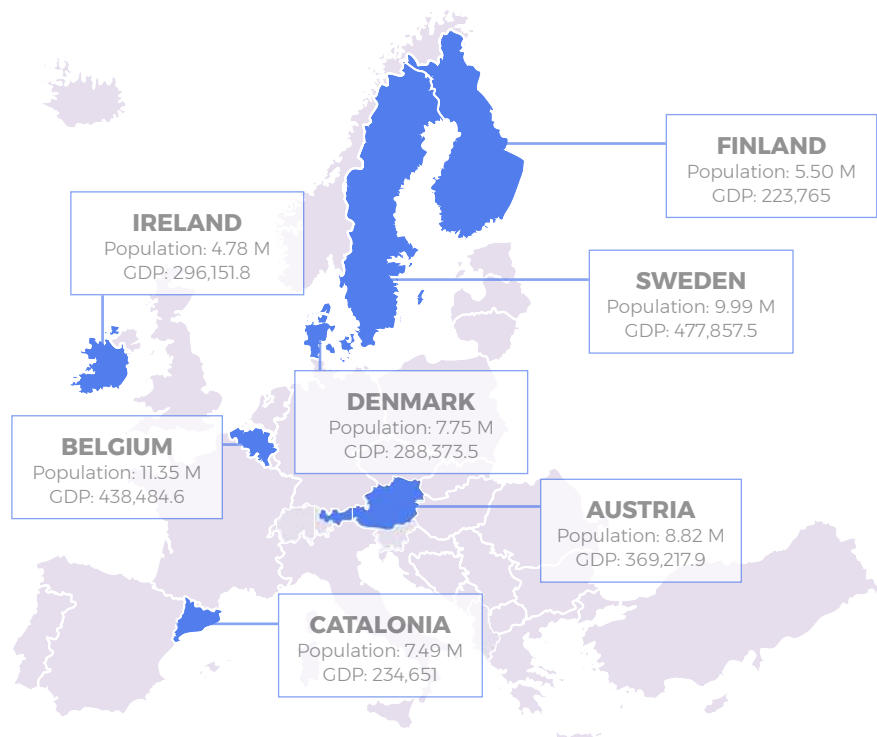 FINLAND
Population: 5.50 M
GDP: 223,765
IRELAND
Population: 4.78 M
GDP: 296,151.8
SWEDEN
Population: 9.99 M
GDP: 477,857.5
DENMARK
Population: 7.75 M
GDP: 288,373.5
BELGIUM
Population: 11.35 M
GDP: 438,484.6
AUSTRIA
Population: 8.82 M
GDP: 369,217.9
CATALONIA
Population: 7.49 M
GDP: 234,651